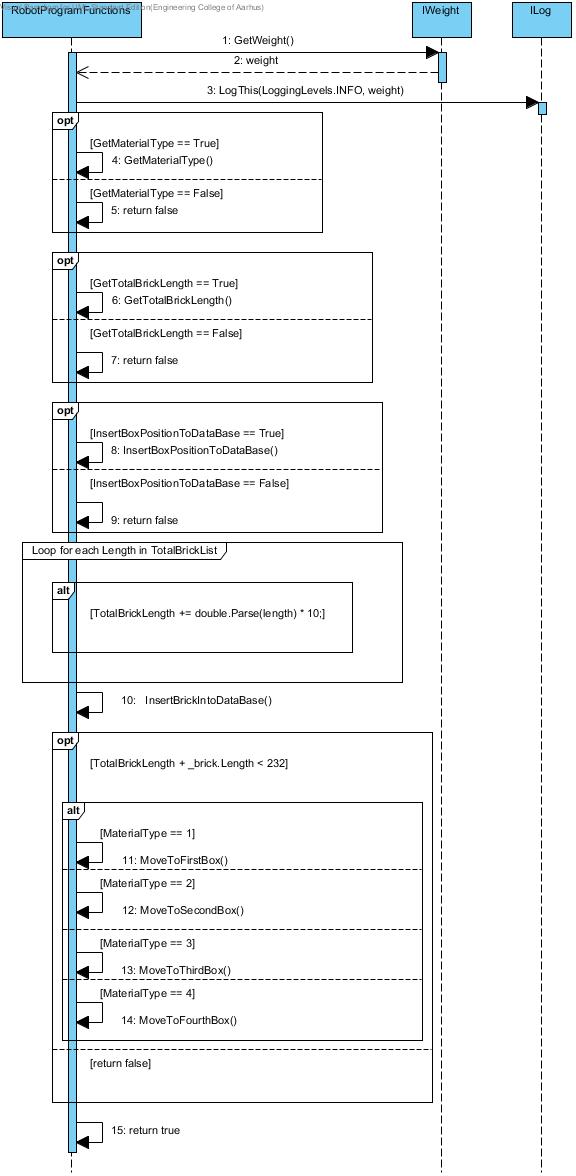 RobotProgramFunctions
IWeight
ILog
Standard Edition(Engineering College of Aarhus)
1: GetWeight()
2: weight
3: LogThis(LoggingLevels.INFO, weight)
opt
[GetMaterialType == True]
4: GetMaterialType()
[GetMaterialType == False]
5: return false
opt
[GetTotalBrickLength == True]
6: GetTotalBrickLength()
[GetTotalBrickLength == False]
7: return false
opt
[InsertBoxPositionToDataBase == True]
8: InsertBoxPositionToDataBase()
[InsertBoxPositionToDataBase == False]
9: return false
Loop for each Length in TotalBrickList
alt
[TotalBrickLength += double.Parse(length) * 10;]
10: InsertBrickIntoDataBase()
opt
[TotalBrickLength + _brick.Length < 232]
alt
[MaterialType == 1]
11: MoveToFirstBox()
[MaterialType == 2]
12: MoveToSecondBox()
[MaterialType == 3]
13: MoveToThirdBox()
[MaterialType == 4]
14: MoveToFourthBox()
[return false]
15: return true